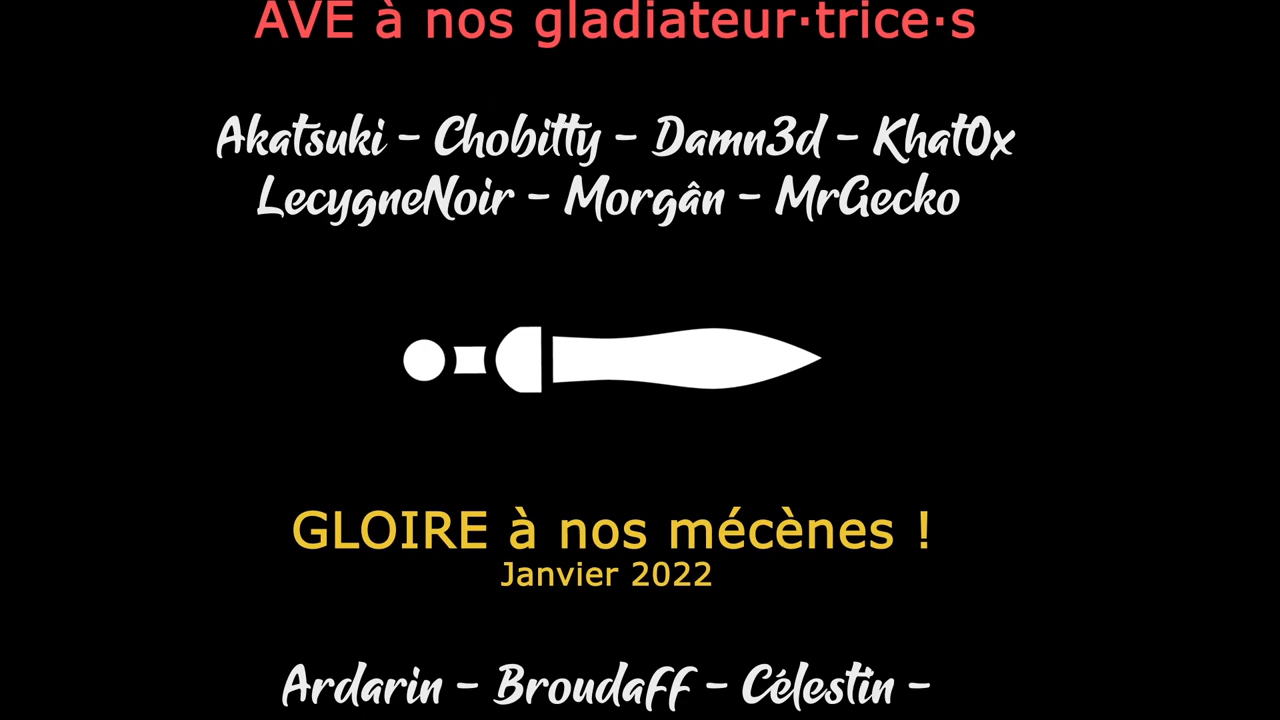 AVE à nos gladiateur·trice·s
Akatsuki - Chobitty - Damn3d - Khat0x
LecygneNoir - Morgân - MrGecko
GLOIRE à nos mécènes !
Janvier 2022
Ardarin - Broudaff - Célestin -